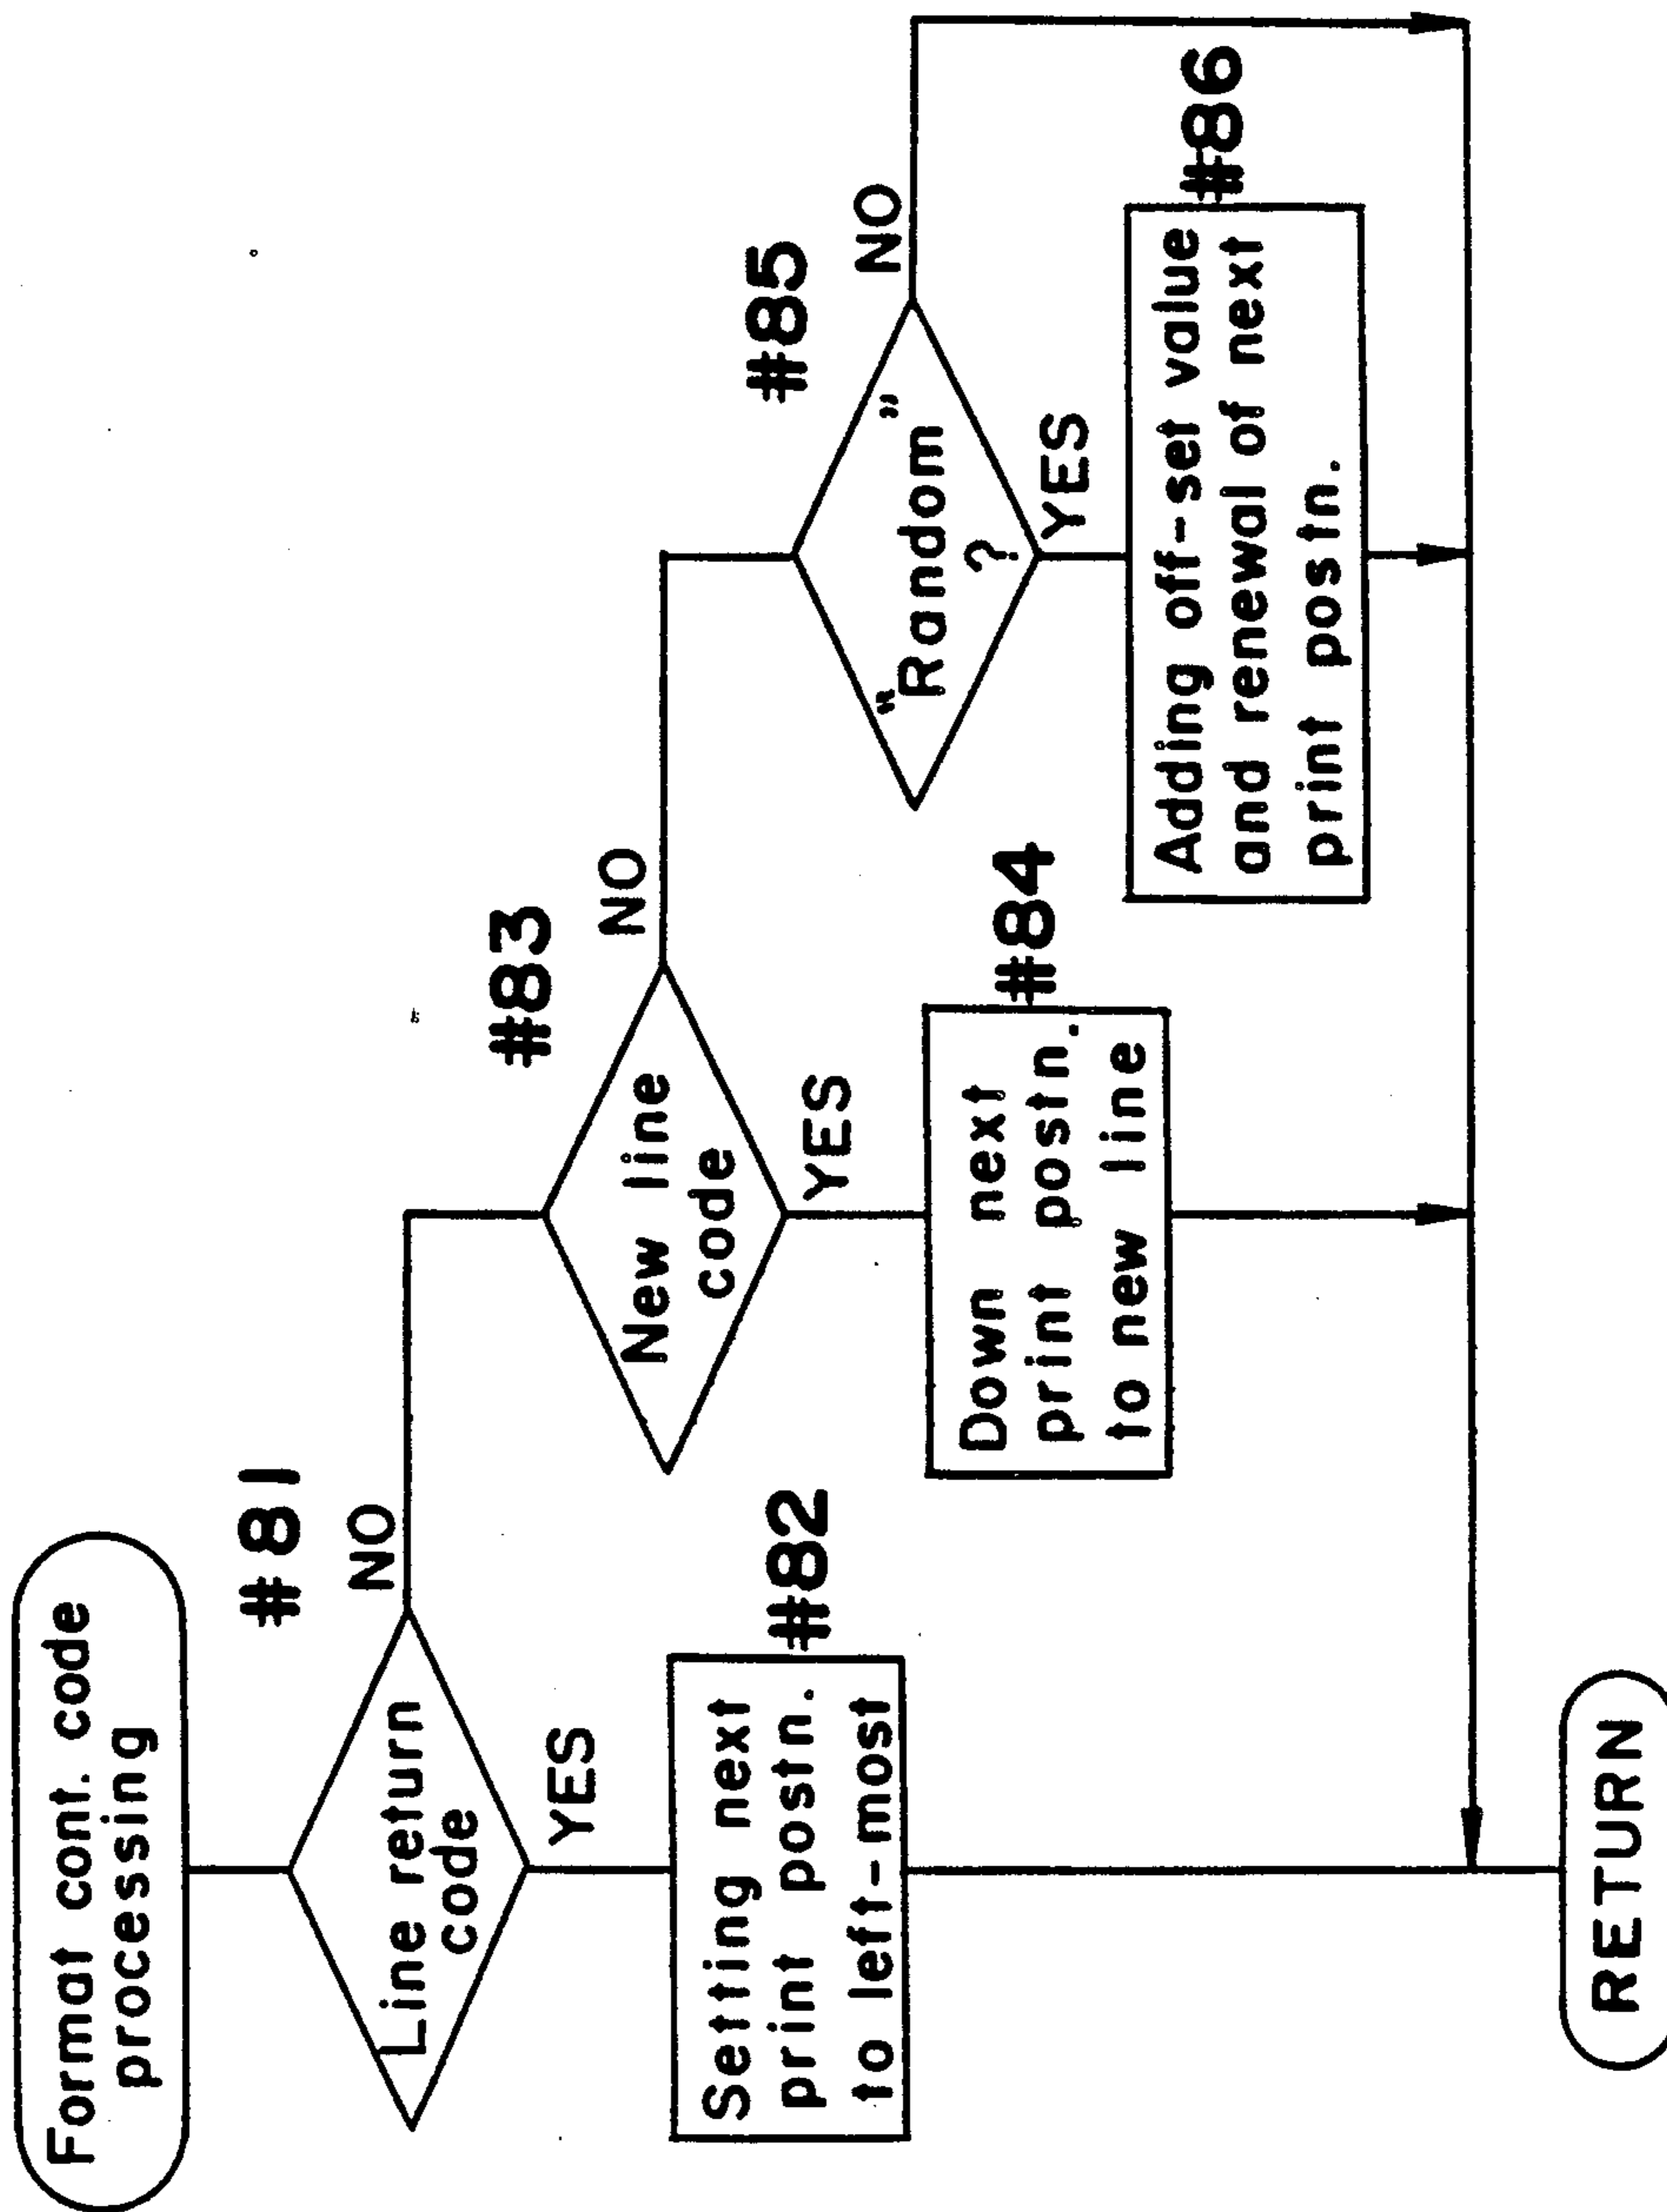 Format cont. code
processing
#81
Line return
code
NO
YES
#82
Setting next
print postn.
to left-most
#83
New line
code
NO
YES
#84
Down next
print postn.
to new line
#85
"Random"
?
NO
YES
#86
Adding off-set value
and renewal of next
print postn.
RETURN